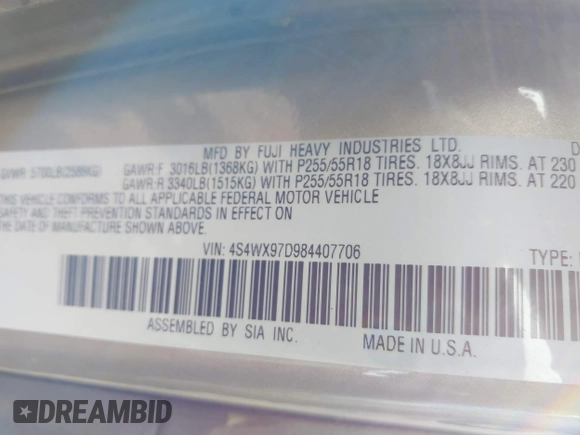 MFD BY FUJI HEAVY INDUSTRIES LTD.
GVWR: 5700LB(2585KG) GAWR:F 3016LB(1368KG) WITH P255/55R18 TIRES. 18X8JJ RIMS. AT 230
GAWR:R 3340LB(1515KG) WITH P255/55R18 TIRES. 18X8JJ RIMS. AT 220
THIS VEHICLE CONFORMS TO ALL APPLICABLE FEDERAL MOTOR VEHICLE
SAFETY AND THEFT PREVENTION STANDARDS IN EFFECT ON
THE DATE OF MANUFACTURE SHOWN ABOVE.
VIN: 4S4WX97D984407706 TYPE:
ASSEMBLED BY SIA INC. MADE IN U.S.A.
DREAMBID